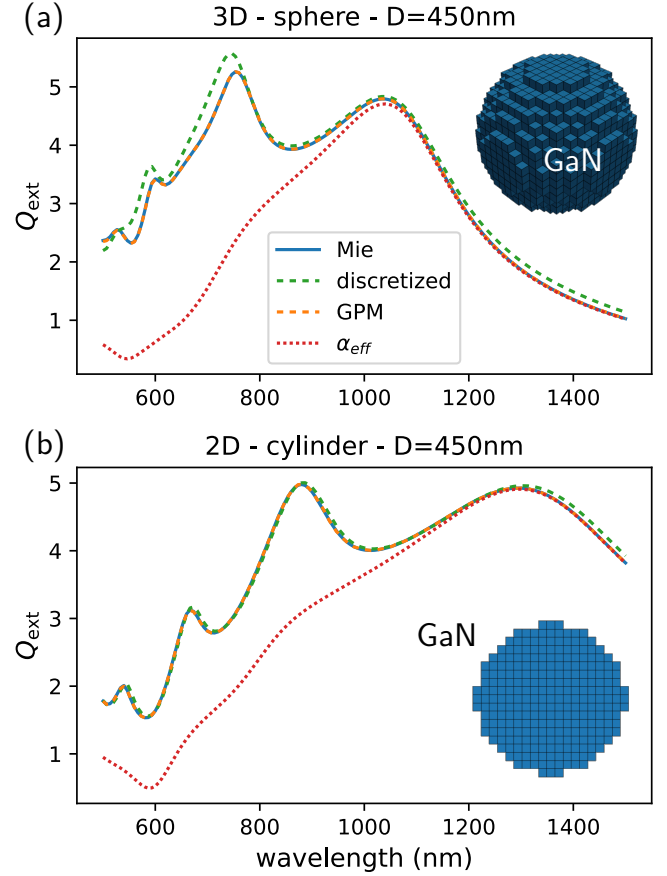 (a)
3D - sphere - D=450nm
5
4
3
2
1
Q_ext
GaN
Mie
discretized
GPM
α_eff
600 800 1000 1200 1400
(b)
2D - cylinder - D=450nm
5
4
3
2
1
Q_ext
GaN
600 800 1000 1200 1400
wavelength (nm)